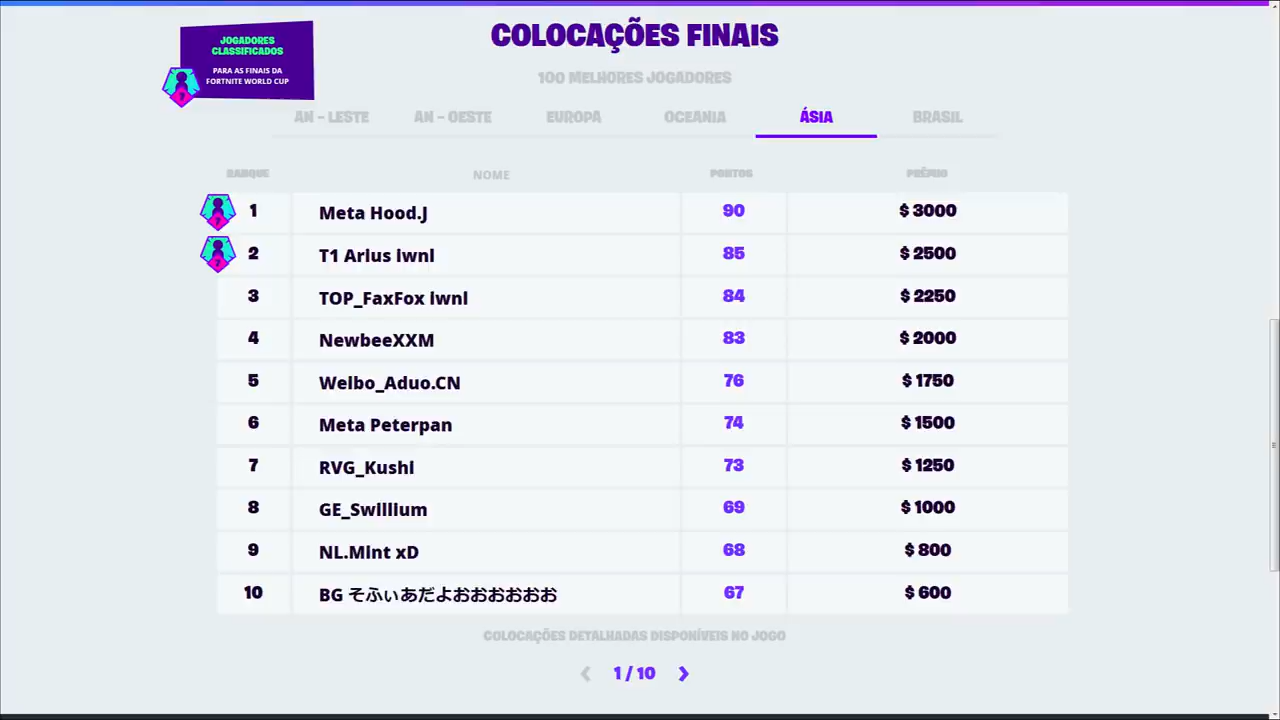 JOGADORES
CLASSIFICADOS
PARA AS FINAIS DA
FORTNITE WORLD CUP
COLOCAÇÕES FINAIS
100 MELHORES JOGADORES
AN - LESTE AN - OESTE EUROPA OCEANIA ÁSIA BRASIL
RANQUE NOME PONTOS PRÊMIO
1 Meta Hood.J 90 $ 3000
2 T1 Arius iwnl 85 $ 2500
3 TOP_FaxFox iwnl 84 $ 2250
4 NewbeeXXM 83 $ 2000
5 Weibo_Aduo.CN 76 $ 1750
6 Meta Peterpan 74 $ 1500
7 RVG_Kushi 73 $ 1250
8 GE_Swillium 69 $ 1000
9 NL.Mint xD 68 $ 800
10 BG そふぃあだよおおおおおお 67 $ 600
COLOCAÇÕES DETALHADAS DISPONÍVEIS NO JOGO
1 / 10